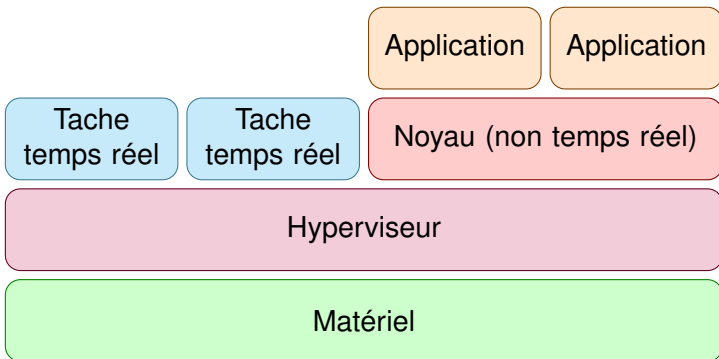 Application
Application
Tache
temps réel
Tache
temps réel
Noyau (non temps réel)
Hyperviseur
Matériel